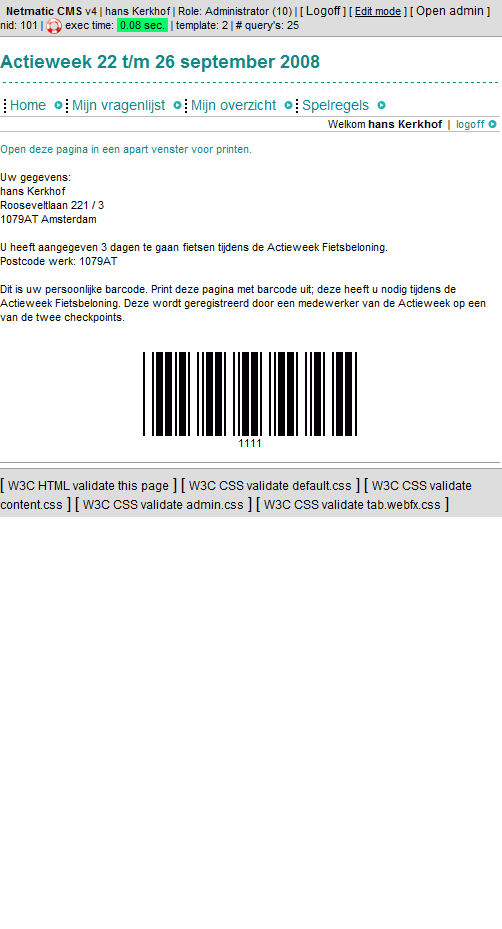 Netmatic CMS v4 | hans Kerkhof | Role: Administrator (10) | [ Logoff ] [ Edit mode ] [ Open admin ]
nid: 101 | exec time: 0.08 sec. | template: 2 | # query's: 25
Actieweek 22 t/m 26 september 2008
Home Mijn vragenlijst Mijn overzicht Spelregels
Welkom hans Kerkhof | logoff
Open deze pagina in een apart venster voor printen.
Uw gegevens:
hans Kerkhof
Rooseveltlaan 221 / 3
1079AT Amsterdam
U heeft aangegeven 3 dagen te gaan fietsen tijdens de Actieweek Fietsbeloning.
Postcode werk: 1079AT
Dit is uw persoonlijke barcode. Print deze pagina met barcode uit; deze heeft u nodig tijdens de
Actieweek Fietsbeloning. Deze wordt geregistreerd door een medewerker van de Actieweek op een
van de twee checkpoints.
1111
[ W3C HTML validate this page ] [ W3C CSS validate default.css ] [ W3C CSS validate
content.css ] [ W3C CSS validate admin.css ] [ W3C CSS validate tab.webfx.css ]